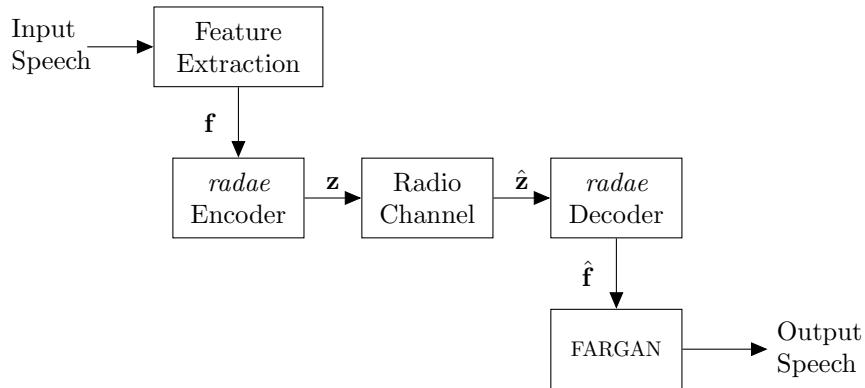 Input
Speech
Feature
Extraction
f
radae
Encoder
z
Radio
Channel
ẑ
radae
Decoder
f̂
FARGAN
Output
Speech